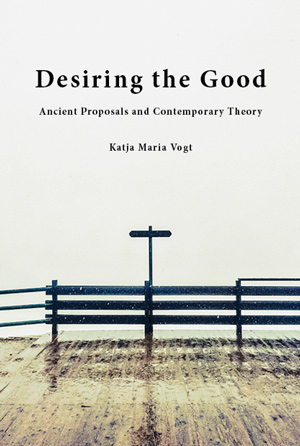 Desiring the Good
Ancient Proposals and Contemporary Theory
Katja Maria Vogt